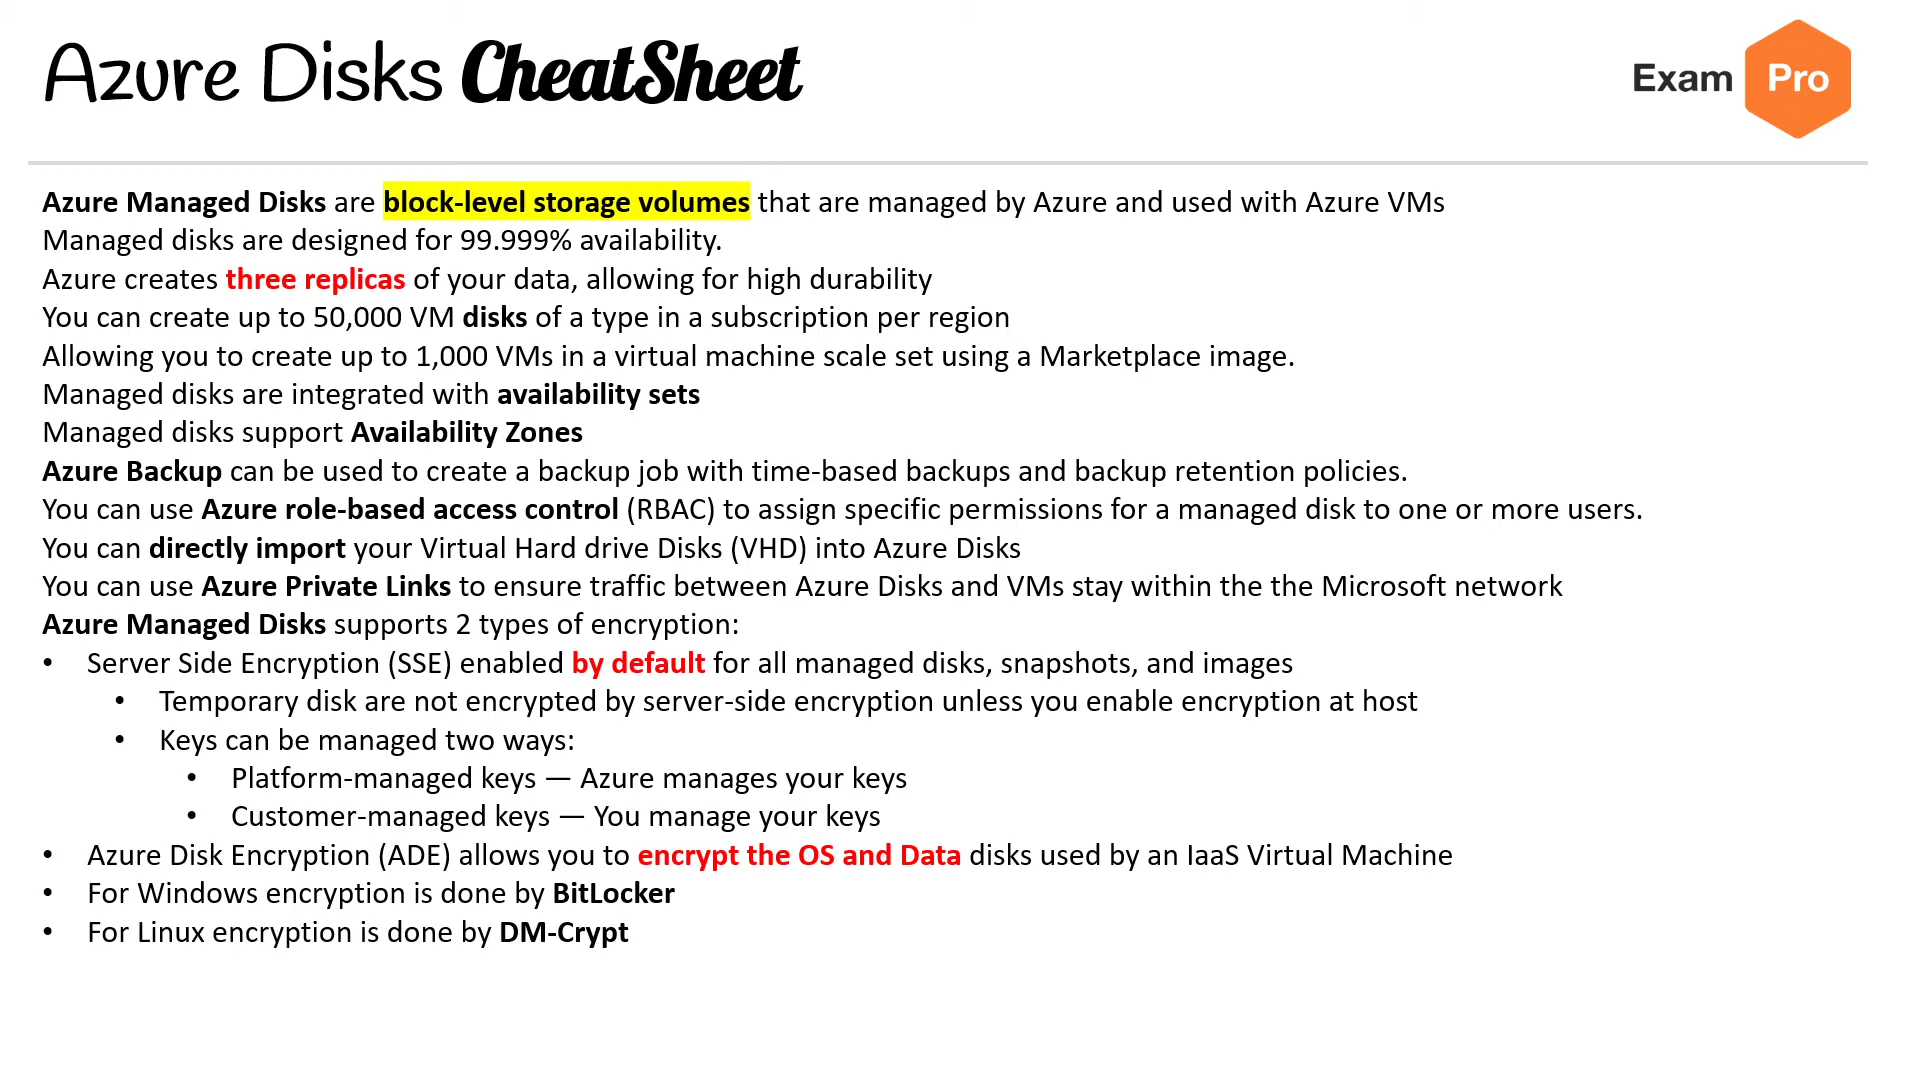 Azure Disks CheatSheet
Exam Pro
Azure Managed Disks are block-level storage volumes that are managed by Azure and used with Azure VMs
Managed disks are designed for 99.999% availability.
Azure creates three replicas of your data, allowing for high durability
You can create up to 50,000 VM disks of a type in a subscription per region
Allowing you to create up to 1,000 VMs in a virtual machine scale set using a Marketplace image.
Managed disks are integrated with availability sets
Managed disks support Availability Zones
Azure Backup can be used to create a backup job with time-based backups and backup retention policies.
You can use Azure role-based access control (RBAC) to assign specific permissions for a managed disk to one or more users.
You can directly import your Virtual Hard drive Disks (VHD) into Azure Disks
You can use Azure Private Links to ensure traffic between Azure Disks and VMs stay within the the Microsoft network
Azure Managed Disks supports 2 types of encryption:
• Server Side Encryption (SSE) enabled by default for all managed disks, snapshots, and images
• Temporary disk are not encrypted by server-side encryption unless you enable encryption at host
• Keys can be managed two ways:
• Platform-managed keys — Azure manages your keys
• Customer-managed keys — You manage your keys
• Azure Disk Encryption (ADE) allows you to encrypt the OS and Data disks used by an IaaS Virtual Machine
• For Windows encryption is done by BitLocker
• For Linux encryption is done by DM-Crypt